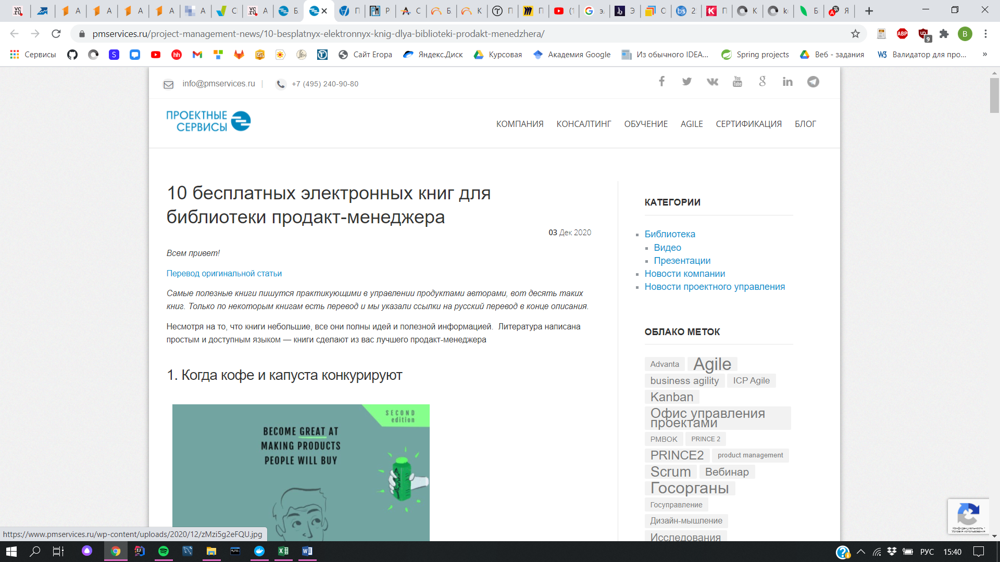 A
A
A
A
A
С
A
Б
П
Р
С
Б
К
П
П
(1
э
Э
О
2
П
К
k
Б
Я
pmservices.ru/project-management-news/10-besplatnyx-elektronnyx-knig-dlya-biblioteki-prodakt-menedzhera/
ABP
9
B
Сервисы
hh
Сайт Егора
Яндекс.Диск
Курсовая
Академия Google
Из обычного IDEA...
Spring projects
Веб - задания
W3
Валидатор для про...
»
info@pmservices.ru |
+7 (495) 240-90-80
ПРОЕКТНЫЕ
СЕРВИСЫ
КОМПАНИЯ КОНСАЛТИНГ ОБУЧЕНИЕ AGILE СЕРТИФИКАЦИЯ БЛОГ
10 бесплатных электронных книг для
библиотеки продакт-менеджера
03 Дек 2020
Всем привет!
Перевод оригинальной статьи
Самые полезные книги пишутся практикующими в управлении продуктами авторами, вот десять таких
книг. Только по некоторым книгам есть перевод и мы указали ссылки на русский перевод в конце описания.
Несмотря на то, что книги небольшие, все они полны идей и полезной информацией. Литература написана
простым и доступным языком — книги сделают из вас лучшего продакт-менеджера
1. Когда кофе и капуста конкурируют
SECOND
edition
BECOME GREAT AT
MAKING PRODUCTS
PEOPLE WILL BUY
КАТЕГОРИИ
Библиотека
Видео
Презентации
Новости компании
Новости проектного управления
ОБЛАКО МЕТОК
Advanta Agile
business agility ICP Agile
Kanban
Офис управления
проектами
PMBOK PRINCE 2
PRINCE2 product management
Scrum Вебинар
Госорганы
Госуправление
Дизайн-мышление
Исследования
Конфиденциальность -
Условия использования
https://www.pmservices.ru/wp-content/uploads/2020/12/zMzi5g2eFQU.jpg
РУС
15:40